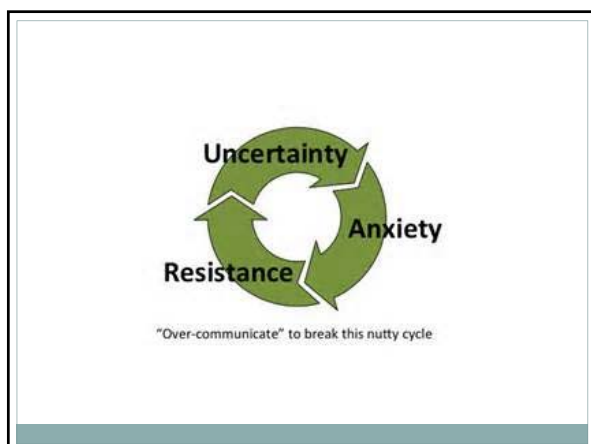 Uncertainty
Anxiety
Resistance
“Over-communicate” to break this nutty cycle